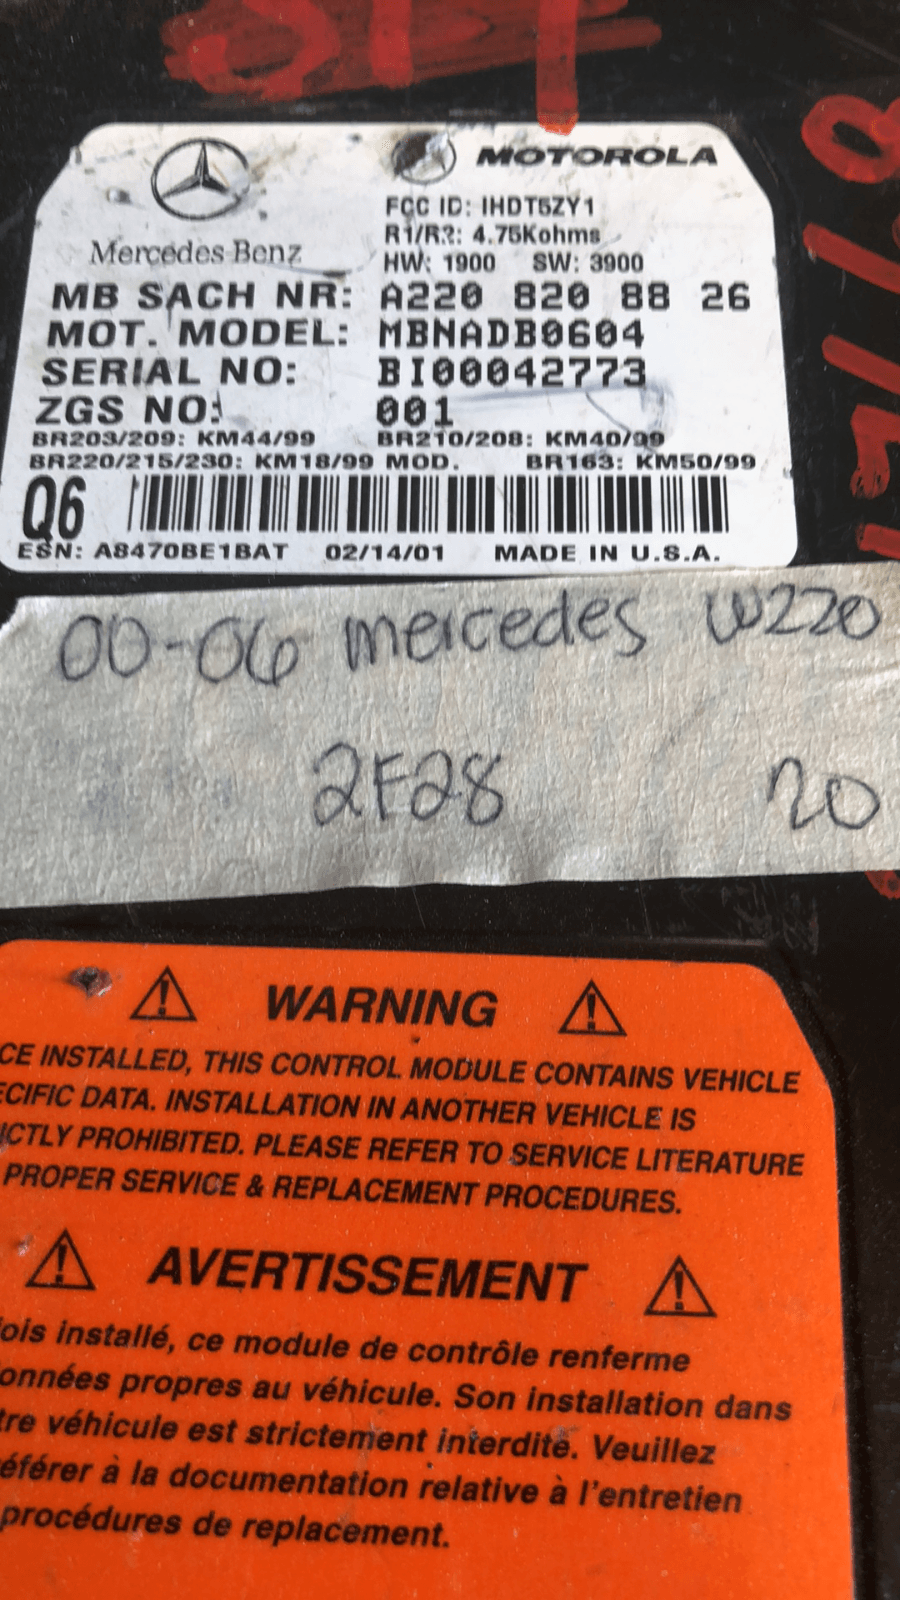 MOTOROLA
Mercedes-Benz
FCC ID: IHDT5ZY1
R1/R2: 4.75Kohms
HW: 1900 SW: 3900
MB SACH NR: A220 820 88 26
MOT. MODEL: MBNADB0604
SERIAL NO: BI00042773
ZGS NO: 001
BR203/209: KM44/99 BR210/208: KM40/99
BR220/215/230: KM18/99 MOD. BR163: KM50/99
Q6
ESN: A8470BE1BAT 02/14/01 MADE IN U.S.A.
00-06 mercedes W220
2F28 20
WARNING
CE INSTALLED, THIS CONTROL MODULE CONTAINS VEHICLE
ECIFIC DATA. INSTALLATION IN ANOTHER VEHICLE IS
ICTLY PROHIBITED. PLEASE REFER TO SERVICE LITERATURE
PROPER SERVICE & REPLACEMENT PROCEDURES.
AVERTISSEMENT
ois installé, ce module de contrôle renferme
onnées propres au véhicule. Son installation dans
tre véhicule est strictement interdite. Veuillez
éférer à la documentation relative à l'entretien
procédures de remplacement.